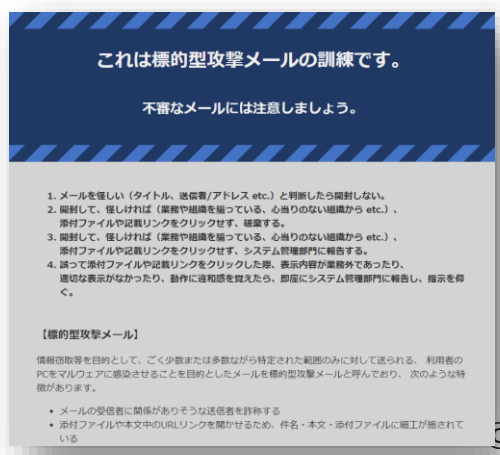 これは標的型攻撃メールの訓練です。
不審なメールには注意しましょう。
1. メールを怪しい（タイトル、送信者/アドレス etc.）と判断したら開封しない。
2. 開封して、怪しければ（業務や組織を騙っている、心当りのない組織から etc.）、
添付ファイルや記載リンクをクリックせず、破棄する。
3. 開封して、怪しければ（業務や組織を騙っている、心当りのない組織から etc.）、
添付ファイルや記載リンクをクリックせず、システム管理部門に報告する。
4. 誤って添付ファイルや記載リンクをクリックした際、表示内容が業務外であったり、
適切な表示がなかったり、動作に違和感を覚えたら、即座にシステム管理部門に報告し、指示を仰
ぐ。
【標的型攻撃メール】
情報窃取等を目的として、ごく少数または多数ながら特定された範囲のみに対して送られる、 利用者の
PCをマルウェアに感染させることを目的としたメールを標的型攻撃メールと呼んでおり、 次のような特
徴があります。
• メールの受信者に関係がありそうな送信者を詐称する
• 添付ファイルや本文中のURLリンクを開かせるため、件名・本文・添付ファイルに細工が施されて
いる